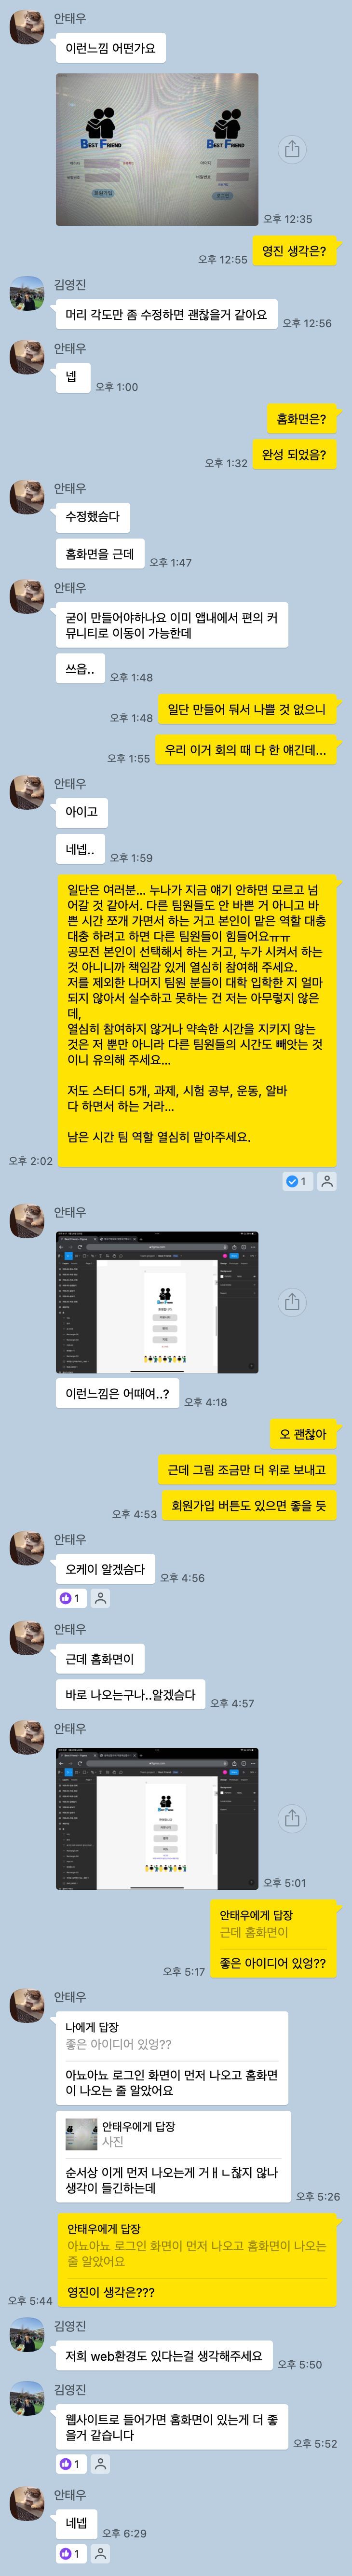 안태우
이런느낌 어떤가요
BEST FRIEND
BEST FRIEND
아이디
비밀번호
회원가입
아이디
비밀번호
로그인
오후 12:35
영진 생각은?
오후 12:55
김영진
머리 각도만 좀 수정하면 괜찮을거 같아요
오후 12:56
안태우
넵
오후 1:00
홈화면은?
완성 되었음?
오후 1:32
안태우
수정했슴다
홈화면을 근데
오후 1:47
안태우
굳이 만들어야하나요 이미 앱내에서 편의 커
뮤니티로 이동이 가능한데
쓰읍..
오후 1:48
일단 만들어 둬서 나쁠 것 없으니
오후 1:48
우리 이거 회의 때 다 한 얘긴데...
오후 1:55
안태우
아이고
네넵..
오후 1:59
일단은 여러분... 누나가 지금 얘기 안하면 모르고 넘
어갈 것 같아서. 다른 팀원들도 안 바쁜 거 아니고 바
쁜 시간 쪼개 가면서 하는 거고 본인이 맡은 역할 대충
대충 하려고 하면 다른 팀원들이 힘들어요ㅠㅠ
공모전 본인이 선택해서 하는 거고, 누가 시켜서 하는
것 아니니까 책임감 있게 열심히 참여해 주세요.
저를 제외한 나머지 팀원 분들이 대학 입학한 지 얼마
되지 않아서 실수하고 못하는 건 저는 아무렇지 않은
데,
열심히 참여하지 않거나 약속한 시간을 지키지 않는
것은 저 뿐만 아니라 다른 팀원들의 시간도 빼앗는 것
이니 유의해 주세요...
저도 스터디 5개, 과제, 시험 공부, 운동, 알바
다 하면서 하는 거라...
남은 시간 팀 역할 열심히 맡아주세요.
오후 2:02
1
안태우
BEST FRIEND
이런느낌은 어때여..?
오후 4:18
오 괜찮아
근데 그림 조금만 더 위로 보내고
회원가입 버튼도 있으면 좋을 듯
오후 4:53
안태우
오케이 알겠슴다
오후 4:56
1
안태우
근데 홈화면이
바로 나오는구나..알겠슴다
오후 4:57
안태우
BEST FRIEND
오후 5:01
안태우에게 답장
근데 홈화면이
좋은 아이디어 있엉??
오후 5:17
안태우
나에게 답장
좋은 아이디어 있엉??
아뇨아뇨 로그인 화면이 먼저 나오고 홈화면
이 나오는 줄 알았어요
안태우에게 답장
사진
순서상 이게 먼저 나오는게 거ㅐㄴ찮지 않나
생각이 들긴하는데
오후 5:26
안태우에게 답장
아뇨아뇨 로그인 화면이 먼저 나오고 홈화면이 나오는
줄 알았어요
영진이 생각은???
오후 5:44
김영진
저희 web환경도 있다는걸 생각해주세요
오후 5:50
김영진
웹사이트로 들어가면 홈화면이 있는게 더 좋
을거 같습니다
오후 5:52
1
안태우
네넵
오후 6:29
1